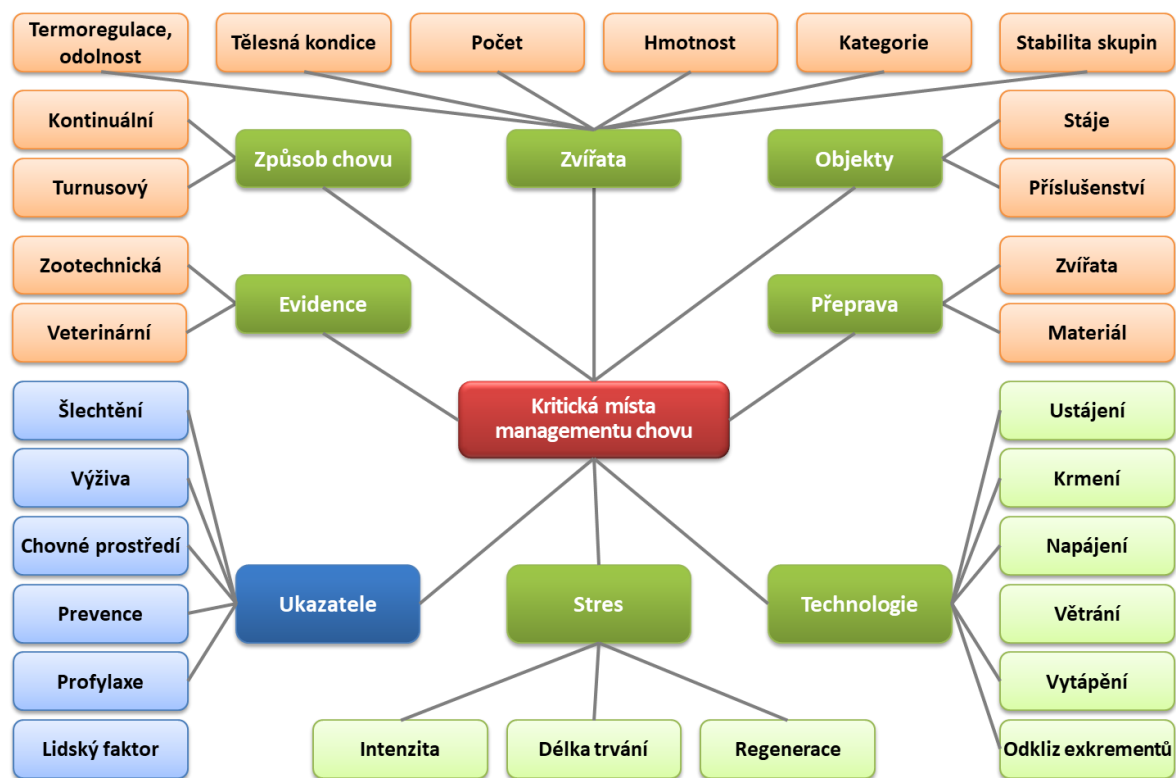 Termoregulace,
odolnost
Tělesná kondice
Počet
Hmotnost
Kategorie
Stabilita skupin
Kontinuální
Turnusový
Způsob chovu
Zvířata
Objekty
Stáje
Příslušenství
Zootechnická
Veterinární
Evidence
Přeprava
Zvířata
Materiál
Kritická místa
managementu chovu
Šlechtění
Výživa
Chovné prostředí
Prevence
Profylaxe
Lidský faktor
Ukazatele
Stres
Technologie
Ustájení
Krmení
Napájení
Větrání
Vytápění
Odkliz exkrementů
Intenzita
Délka trvání
Regenerace